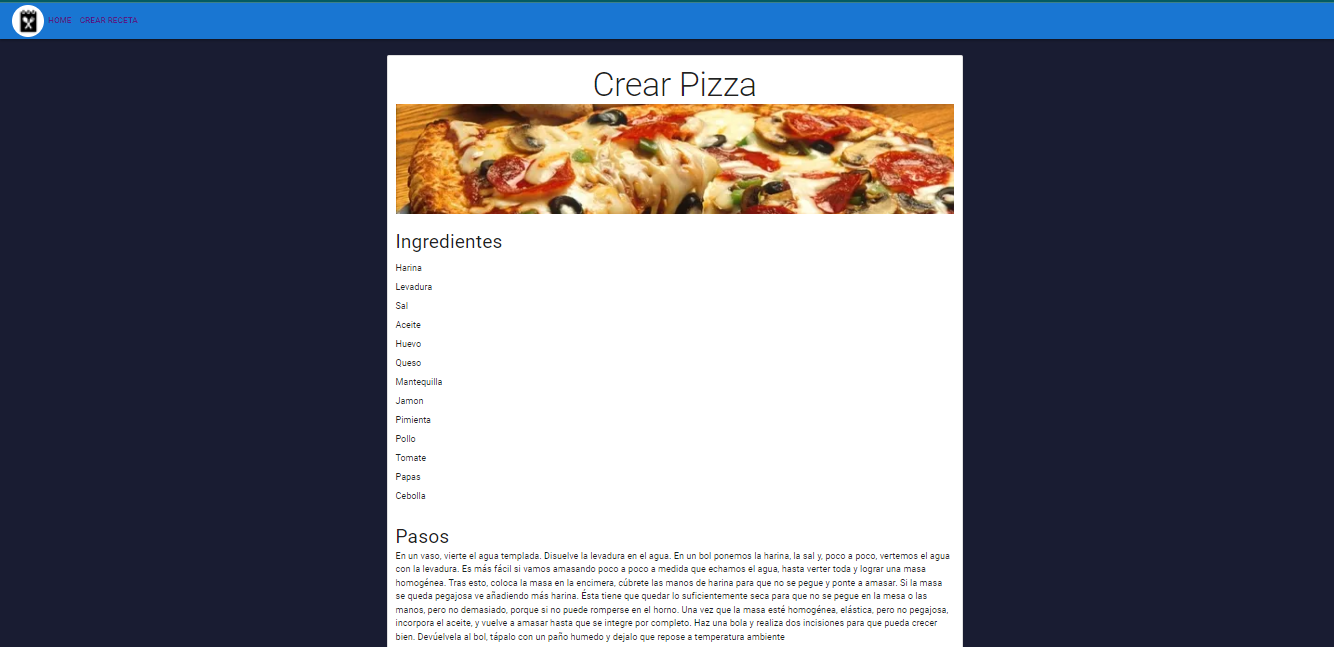 HOME CREAR RECETA
Crear Pizza
Ingredientes
Harina
Levadura
Sal
Aceite
Huevo
Queso
Mantequilla
Jamon
Pimienta
Pollo
Tomate
Papas
Cebolla
Pasos
En un vaso, vierte el agua templada. Disuelve la levadura en el agua. En un bol ponemos la harina, la sal y, poco a poco, vertemos el agua
con la levadura. Es más fácil si vamos amasando poco a poco a medida que echamos el agua, hasta verter toda y lograr una masa
homogénea. Tras esto, coloca la masa en la encimera, cúbrete las manos de harina para que no se pegue y ponte a amasar. Si la masa
se queda pegajosa ve añadiendo más harina. Ésta tiene que quedar lo suficientemente seca para que no se pegue en la mesa o las
manos, pero no demasiado, porque si no puede romperse en el horno. Una vez que la masa esté homogénea, elástica, pero no pegajosa,
incorpora el aceite, y vuelve a amasar hasta que se integre por completo. Haz una bola y realiza dos incisiones para que pueda crecer
bien. Devúelvela al bol, tápalo con un paño humedo y dejalo que repose a temperatura ambiente